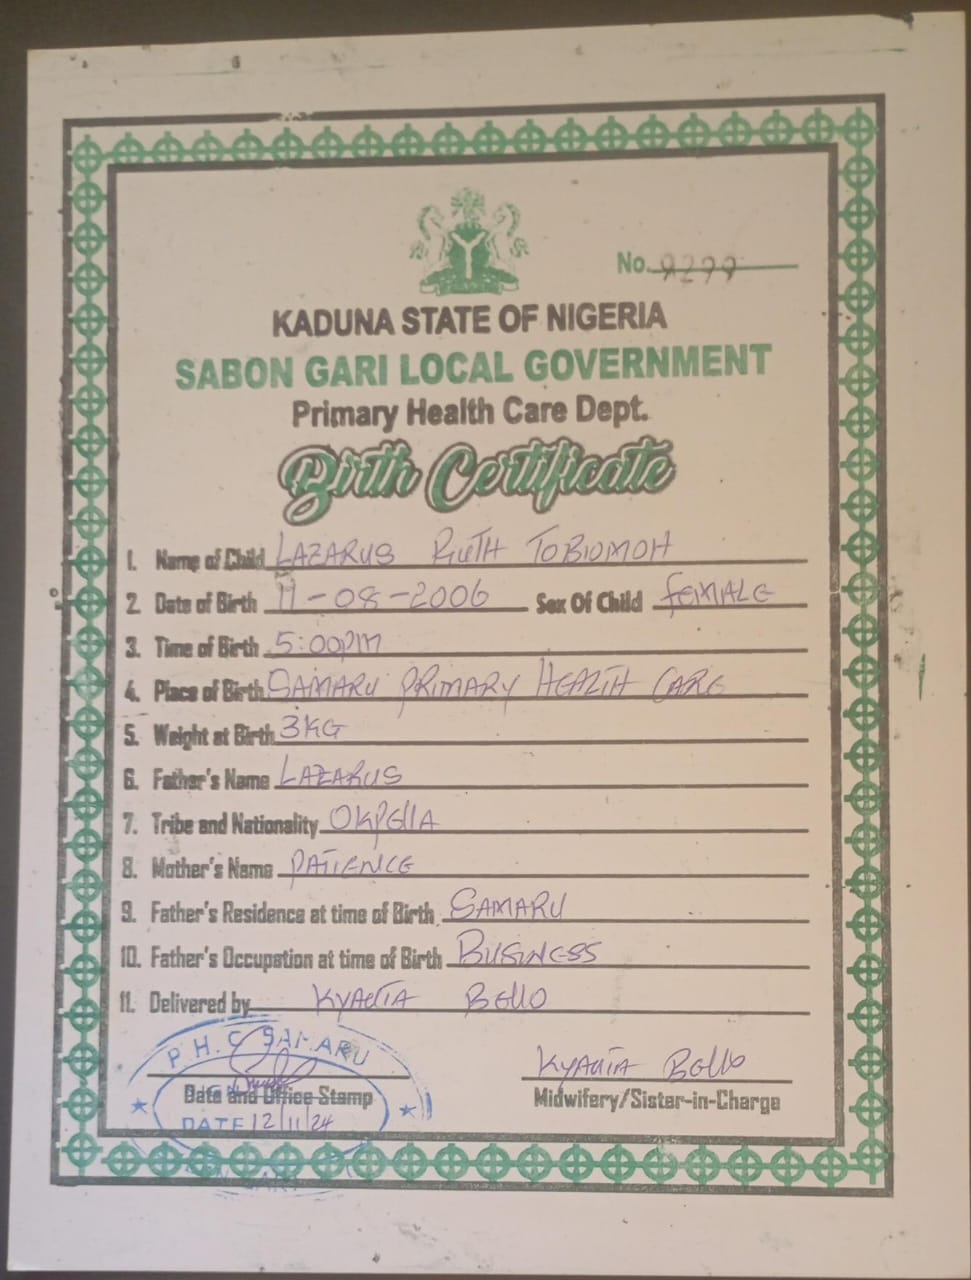 No. 9299
KADUNA STATE OF NIGERIA
SABON GARI LOCAL GOVERNMENT
Primary Health Care Dept.
Birth Certificate
1. Name of Child LAZARUS RUTH TOBIOMOH
2. Date of Birth 11-08-2006 Sex Of Child FEMALE
3. Time of Birth 5:00PM
4. Place of Birth SAMARU PRIMARY HEALTH CARE
5. Weight at Birth 3KG
6. Father's Name LAZARUS
7. Tribe and Nationality OKPELLA
8. Mother's Name PATIENCE
9. Father's Residence at time of Birth SAMARU
10. Father's Occupation at time of Birth BUSINESS
11. Delivered by Bello
P.H.C SAMARU
Bello
Date and Office Stamp
Midwifery/Sister-in-Charge
DATE 12/11/24